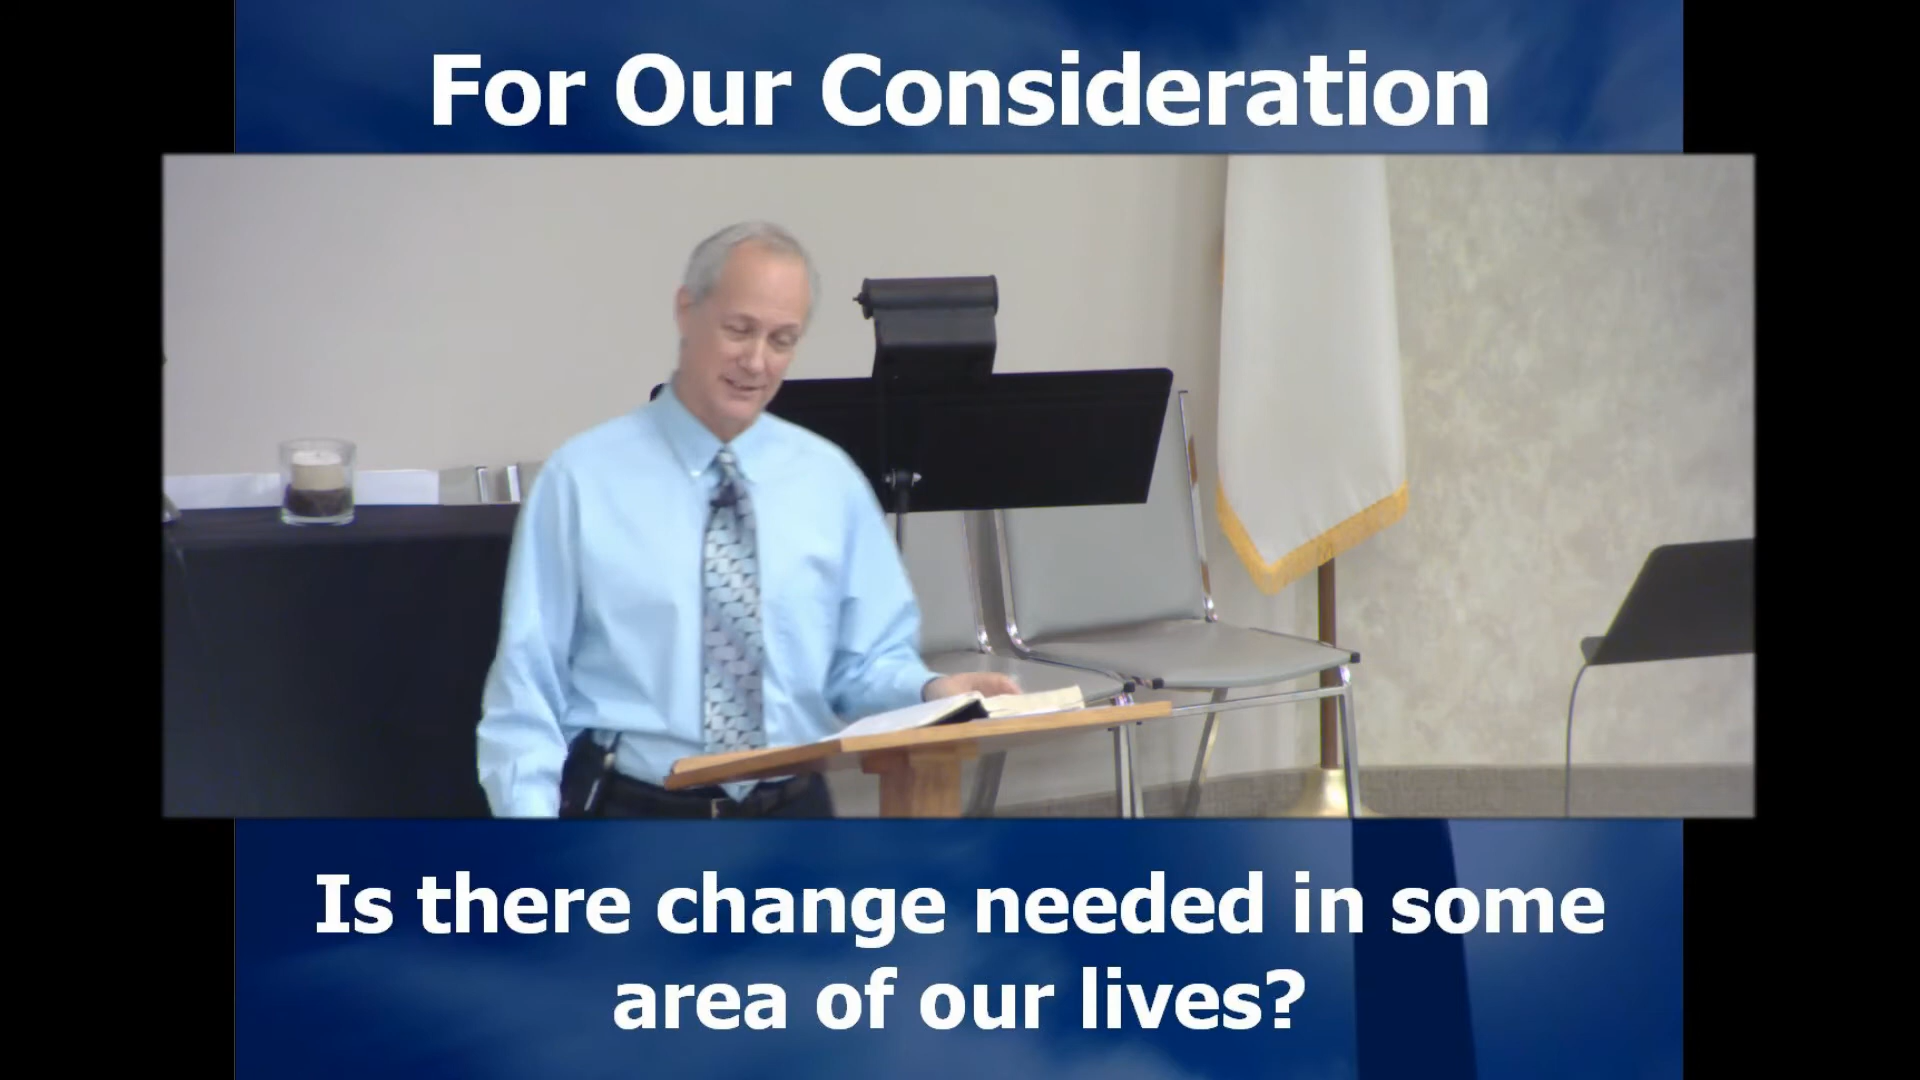 For Our Consideration
Is there change needed in some
area of our lives?